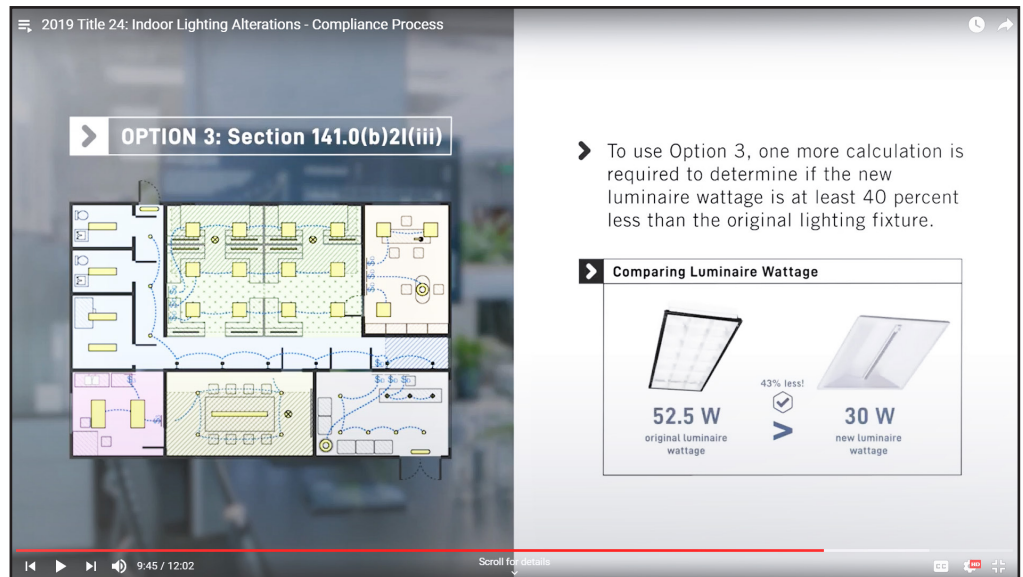 2019 Title 24: Indoor Lighting Alterations - Compliance Process
OPTION 3: Section 141.0(b)2I(iii)
To use Option 3, one more calculation is
required to determine if the new
luminaire wattage is at least 40 percent
less than the original lighting fixture.
Comparing Luminaire Wattage
43% less!
52.5 W
>
30 W
original luminaire
wattage
new luminaire
wattage
9:45 / 12:02
Scroll for details
CC
HD